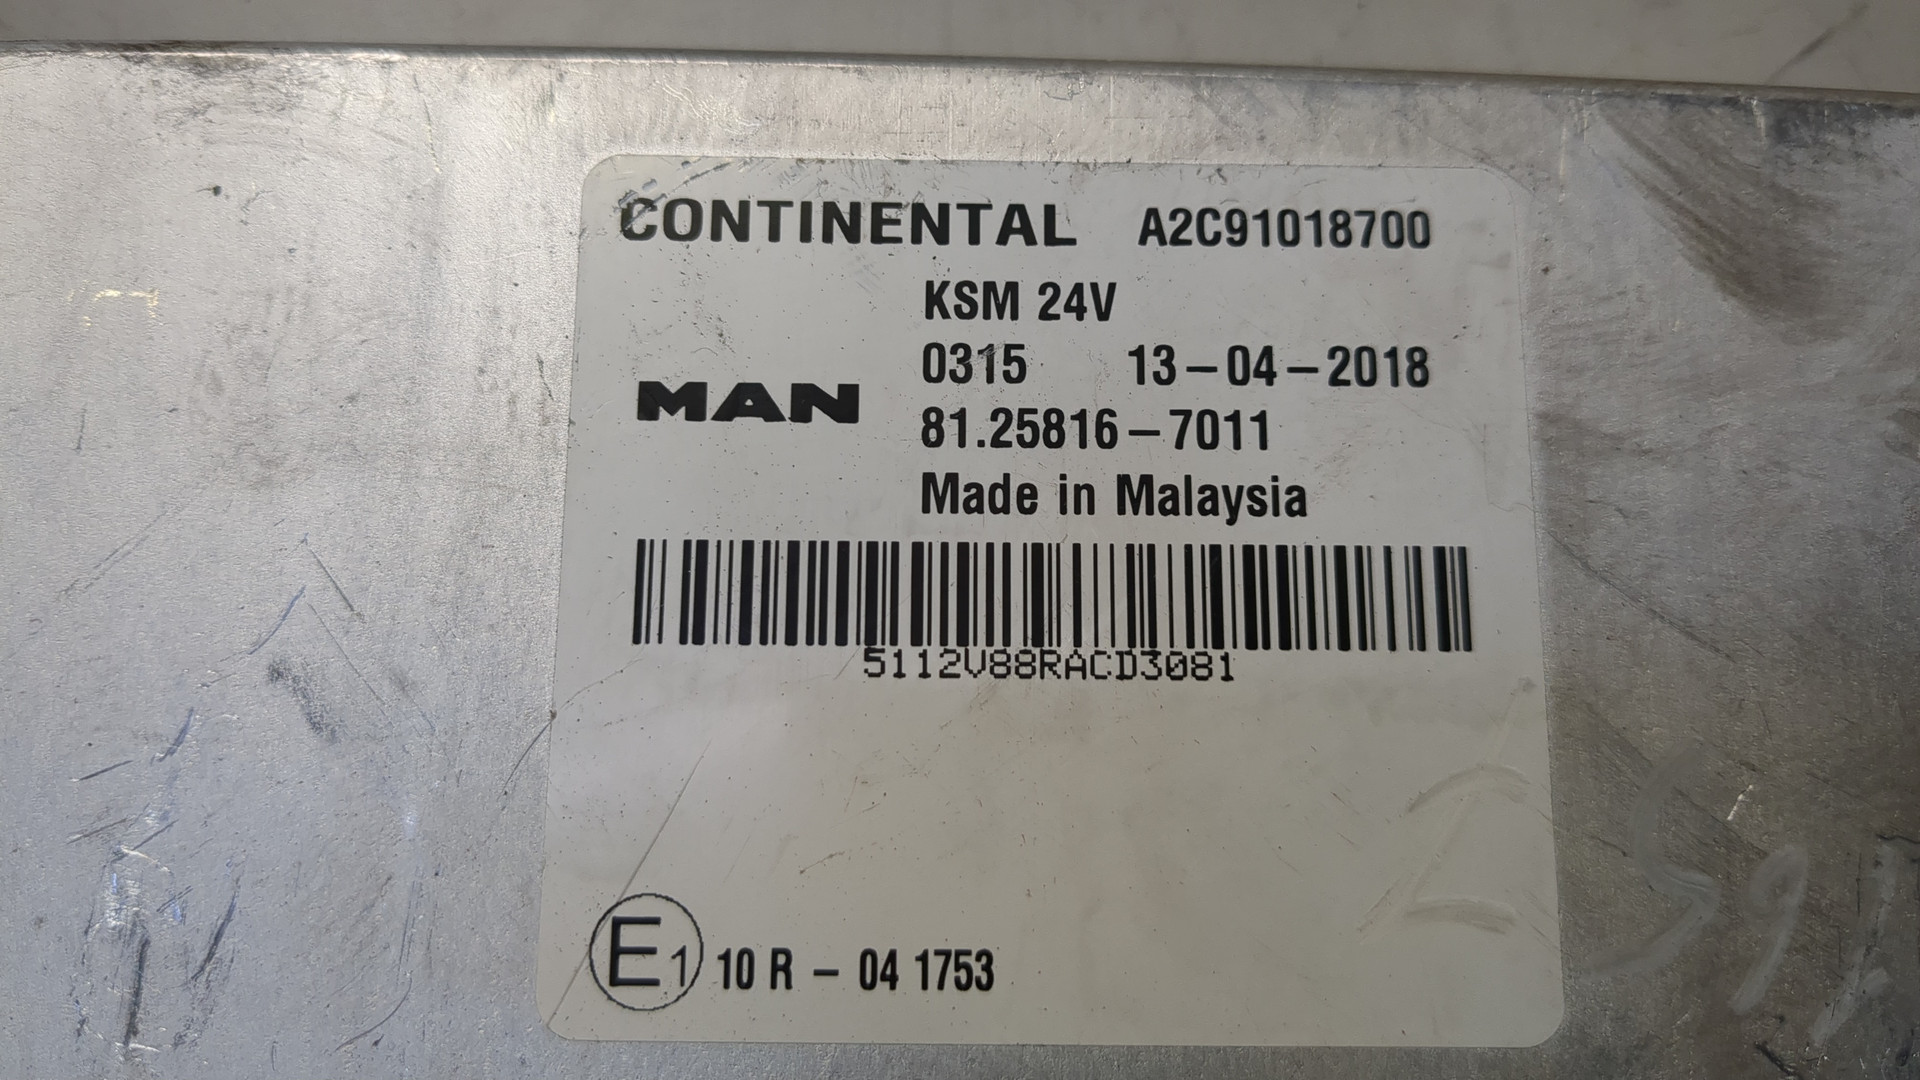 CONTINENTAL A2C91018700
KSM 24V
0315 13-04-2018
MAN
81.25816-7011
Made in Malaysia
5112V88RACD3081
E1 10 R - 04 1753